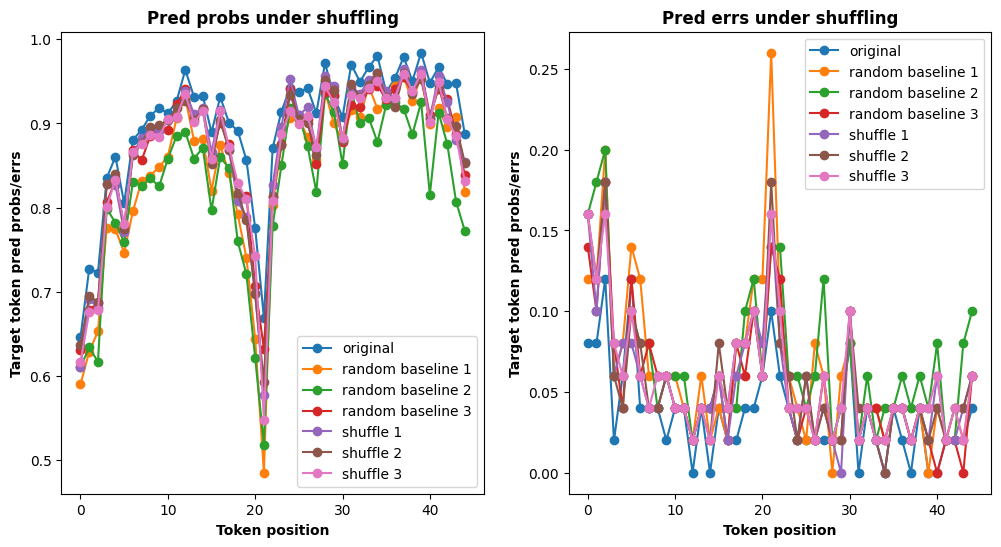 Pred probs under shuffling
Target token pred probs/errs
1.0
0.9
0.8
0.7
0.6
0.5
original
random baseline 1
random baseline 2
random baseline 3
shuffle 1
shuffle 2
shuffle 3
0 10 20 30 40
Token position
Pred errs under shuffling
Target token pred probs/errs
0.25
0.20
0.15
0.10
0.05
0.00
original
random baseline 1
random baseline 2
random baseline 3
shuffle 1
shuffle 2
shuffle 3
0 10 20 30 40
Token position